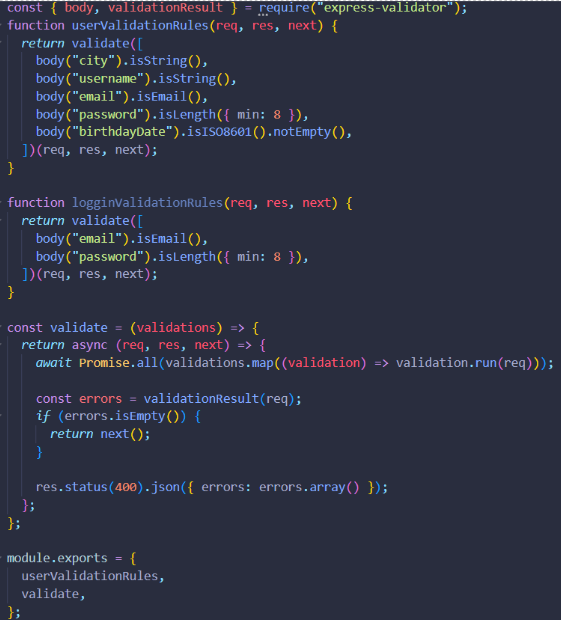 const { body, validationResult } = require("express-validator");
function userValidationRules(req, res, next) {
  return validate([
    body("city").isString(),
    body("username").isString(),
    body("email").isEmail(),
    body("password").isLength({ min: 8 }),
    body("birthdayDate").isISO8601().notEmpty(),
  ])(req, res, next);
}

function logginValidationRules(req, res, next) {
  return validate([
    body("email").isEmail(),
    body("password").isLength({ min: 8 }),
  ])(req, res, next);
}

const validate = (validations) => {
  return async (req, res, next) => {
    await Promise.all(validations.map((validation) => validation.run(req)));

    const errors = validationResult(req);
    if (errors.isEmpty()) {
      return next();
    }

    res.status(400).json({ errors: errors.array() });
  };
};

module.exports = {
  userValidationRules,
  validate,
};